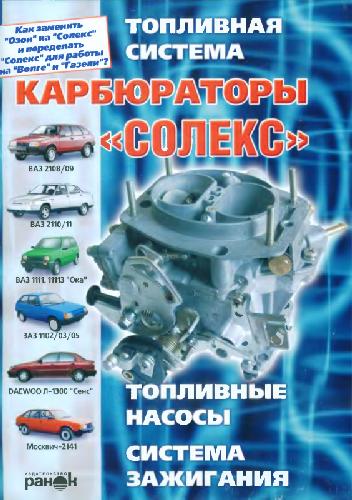 Как заменить
"Озон" на "Солекс"
и переделать
"Солекс" для работы
на "Волге" и "Газели"?
ТОПЛИВНАЯ
СИСТЕМА
КАРБЮРАТОРЫ
«СОЛЕКС»
ВАЗ 2108/09
ВАЗ 2110/11
ВАЗ 1111, 11113 "Ока"
ЗАЗ 1102/03/05
DAEWOO Л-1300 "Сенс"
Москвич-2141
ТОПЛИВНЫЕ
НАСОСЫ
СИСТЕМА
ЗАЖИГАНИЯ
ИЗДАТЕЛЬСТВО
РАНОК